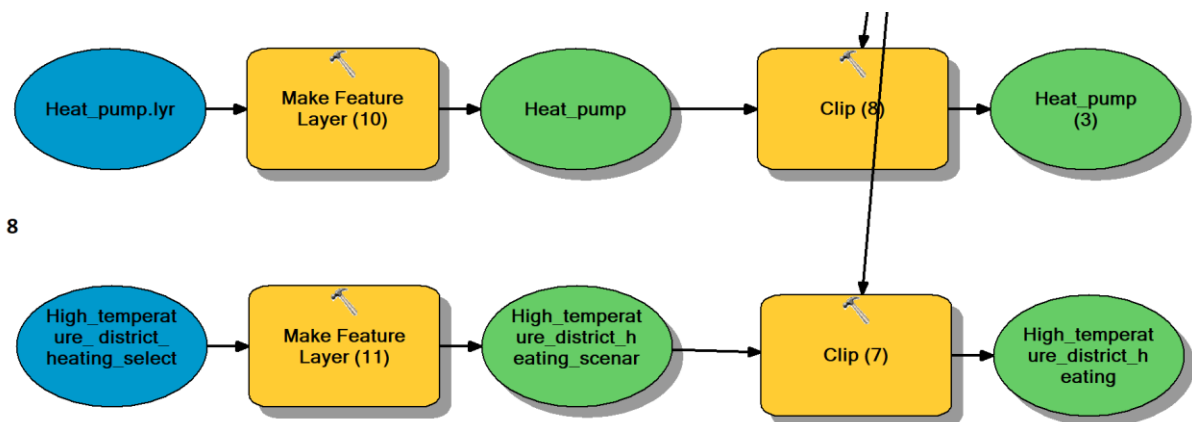 Heat_pump.lyr
Make Feature
Layer (10)
Heat_pump
Clip (8)
Heat_pump
(3)
8
High_temperat
ure_ district_
heating_select
Make Feature
Layer (11)
High_temperat
ure_district_h
eating_scenar
Clip (7)
High_temperat
ure_district_h
eating